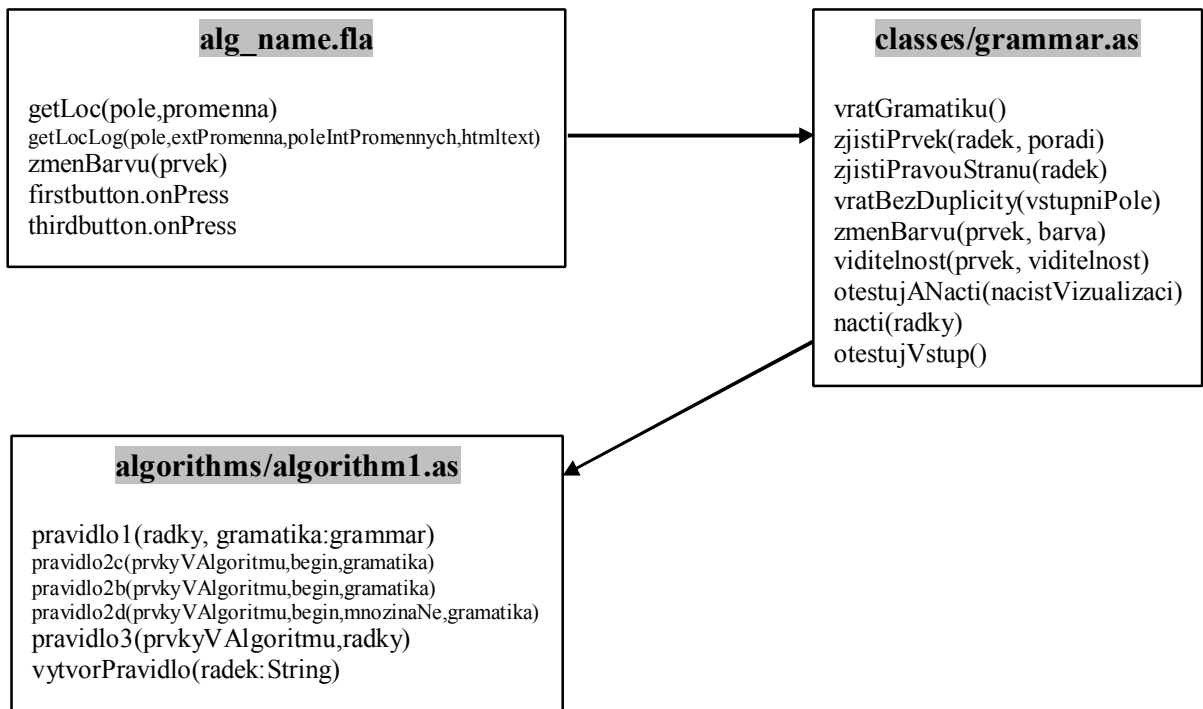 alg_name.fla
getLoc(pole,promenna)
getLocLog(pole,extPromenna,poleIntPromennych,htmltext)
zmenBarvu(prvek)
firstbutton.onPress
thirdbutton.onPress
classes/grammar.as
vratGramatiku()
zjistiPrvek(radek, poradi)
zjistiPravouStranu(radek)
vratBezDuplicity(vstupniPole)
zmenBarvu(prvek, barva)
viditelnost(prvek, viditelnost)
otestujANacti(nacistVizualizaci)
nacti(radky)
otestujVstup()
algorithms/algorithm1.as
pravidlo1(radky, gramatika:grammar)
pravidlo2c(prvkyVAlgoritmu,begin,gramatika)
pravidlo2b(prvkyVAlgoritmu,begin,gramatika)
pravidlo2d(prvkyVAlgoritmu,begin,mnozinaNe,gramatika)
pravidlo3(prvkyVAlgoritmu,radky)
vytvorPravidlo(radek:String)